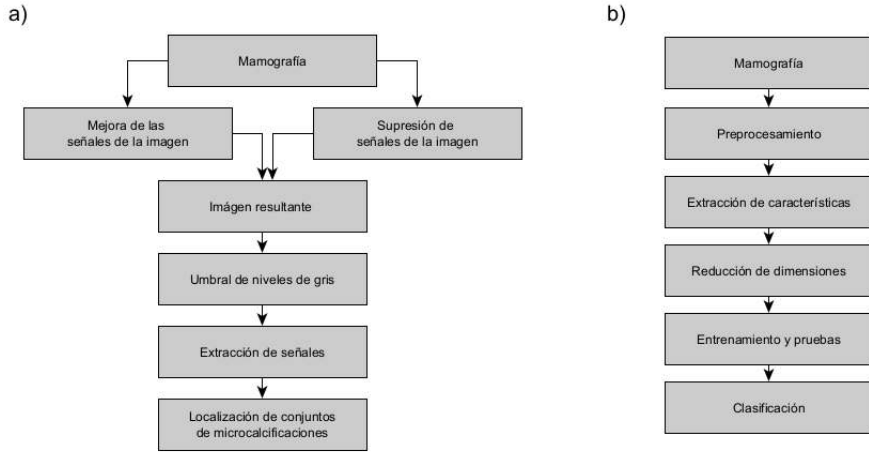 a)
Mamografía
Mejora de las
señales de la imagen
Supresión de
señales de la imagen
Imágen resultante
Umbral de niveles de gris
Extracción de señales
Localización de conjuntos
de microcalcificaciones
b)
Mamografía
Preprocesamiento
Extracción de características
Reducción de dimensiones
Entrenamiento y pruebas
Clasificación